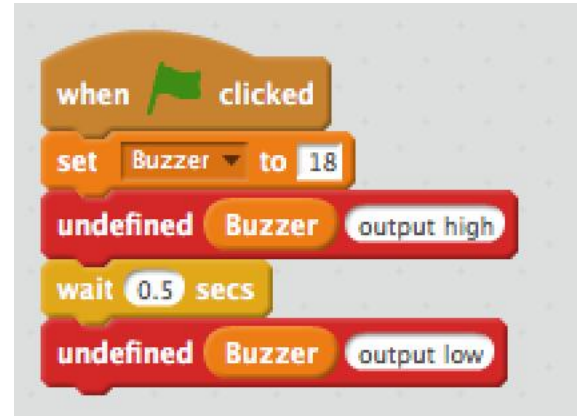 when clicked
set Buzzer to 18
undefined Buzzer output high
wait 0.5 secs
undefined Buzzer output low